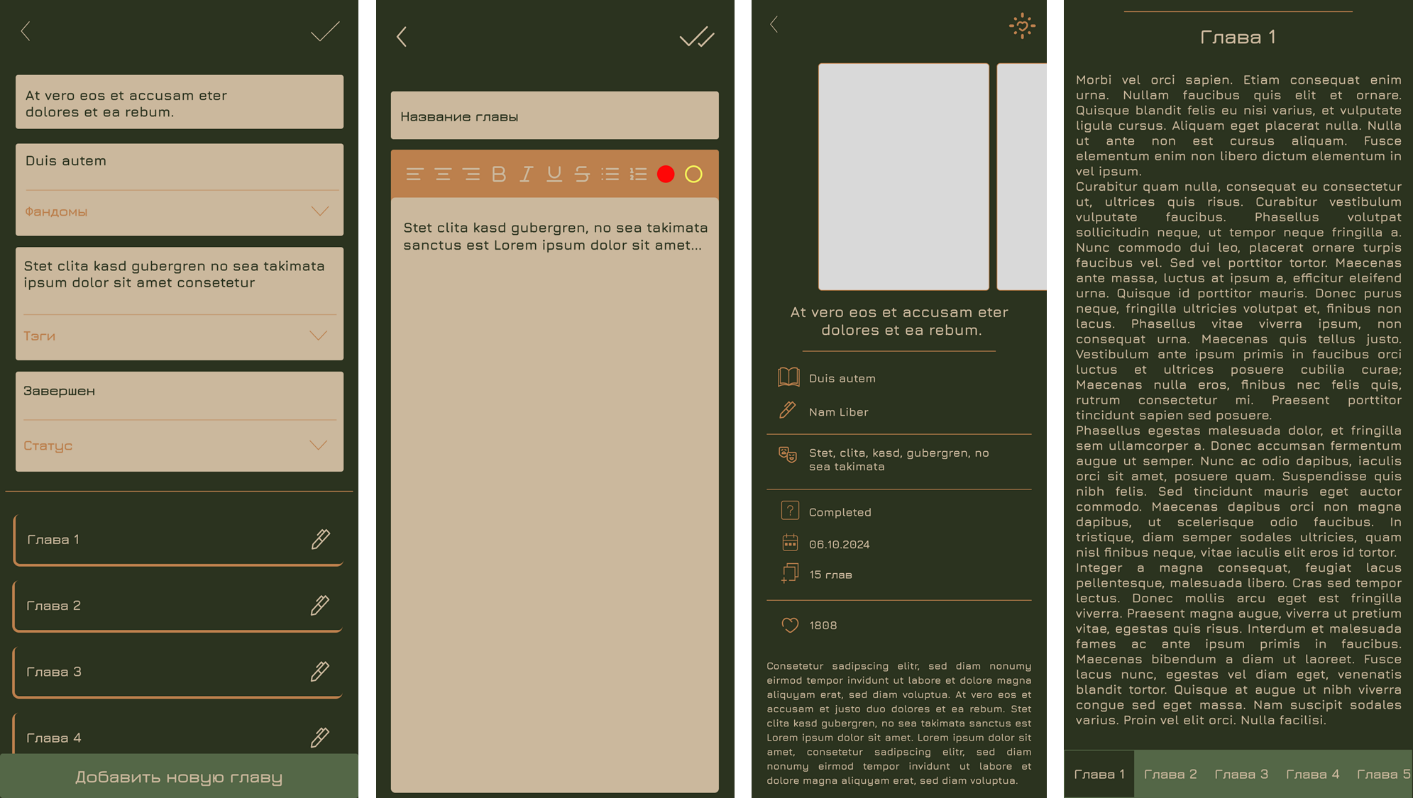 At vero eos et accusam eter
dolores et ea rebum.
Duis autem
Фандомы
Stet clita kasd gubergren no sea takimata
ipsum dolor sit amet consetetur
Тэги
Завершен
Статус
Глава 1
Глава 2
Глава 3
Глава 4
Добавить новую главу
Название главы
B I U S
Stet clita kasd gubergren, no sea takimata
sanctus est Lorem ipsum dolor sit amet...
At vero eos et accusam eter
dolores et ea rebum.
Duis autem
Nam Liber
Stet, clita, kasd, gubergren, no
sea takimata
?
Completed
06.10.2024
15 глав
1808
Consetetur sadipscing elitr, sed diam nonumy
eirmod tempor invidunt ut labore et dolore magna
aliquyam erat, sed diam voluptua. At vero eos et
accusam et justo duo dolores et ea rebum. Stet
clita kasd gubergren, no sea takimata sanctus est
Lorem ipsum dolor sit amet. Lorem ipsum dolor sit
amet, consetetur sadipscing elitr, sed diam
nonumy eirmod tempor invidunt ut labore et
dolore magna aliquyam erat, sed diam voluptua.
Глава 1
Morbi vel orci sapien. Etiam consequat enim
urna. Nullam faucibus quis elit et ornare.
Quisque blandit felis eu nisi varius, et vulputate
ligula cursus. Aliquam eget placerat nulla. Nulla
ut ante non est cursus aliquam. Fusce
elementum enim non libero dictum elementum in
vel ipsum.
Curabitur quam nulla, consequat eu consectetur
ut, ultrices quis risus. Curabitur vestibulum
vulputate faucibus. Phasellus volutpat
sollicitudin neque, ut tempor neque fringilla a.
Nunc commodo dui leo, placerat ornare turpis
faucibus vel. Sed vel porttitor tortor. Maecenas
ante massa, luctus at ipsum a, efficitur eleifend
urna. Quisque id porttitor mauris. Donec purus
neque, fringilla ultricies volutpat et, finibus non
lacus. Phasellus vitae viverra ipsum, non
consequat urna. Maecenas quis tellus justo.
Vestibulum ante ipsum primis in faucibus orci
luctus et ultrices posuere cubilia curae;
Maecenas nulla eros, finibus nec felis quis,
rutrum consectetur mi. Praesent porttitor
tincidunt sapien sed posuere.
Phasellus egestas malesuada dolor, et fringilla
sem ullamcorper a. Donec accumsan fermentum
augue ut semper. Nunc ac odio dapibus, iaculis
orci sit amet, posuere quam. Suspendisse quis
nibh felis. Sed tincidunt mauris eget auctor
commodo. Maecenas dapibus orci non magna
dapibus, ut scelerisque odio faucibus. In
tristique, diam semper sodales ultricies, quam
nisl finibus neque, vitae iaculis elit eros id tortor.
Integer a magna consequat, feugiat lacus
pellentesque, malesuada libero. Cras sed tempor
lectus. Donec mollis arcu eget est fringilla
viverra. Praesent magna augue, viverra ut pretium
vitae, egestas quis risus. Interdum et malesuada
fames ac ante ipsum primis in faucibus.
Maecenas bibendum a diam ut laoreet. Fusce
lacus nunc, egestas vel diam eget, venenatis
blandit tortor. Quisque at augue ut nibh viverra
congue sed eget massa. Nam suscipit sodales
varius. Proin vel elit orci. Nulla facilisi.
Глава 1 Глава 2 Глава 3 Глава 4 Глава 5